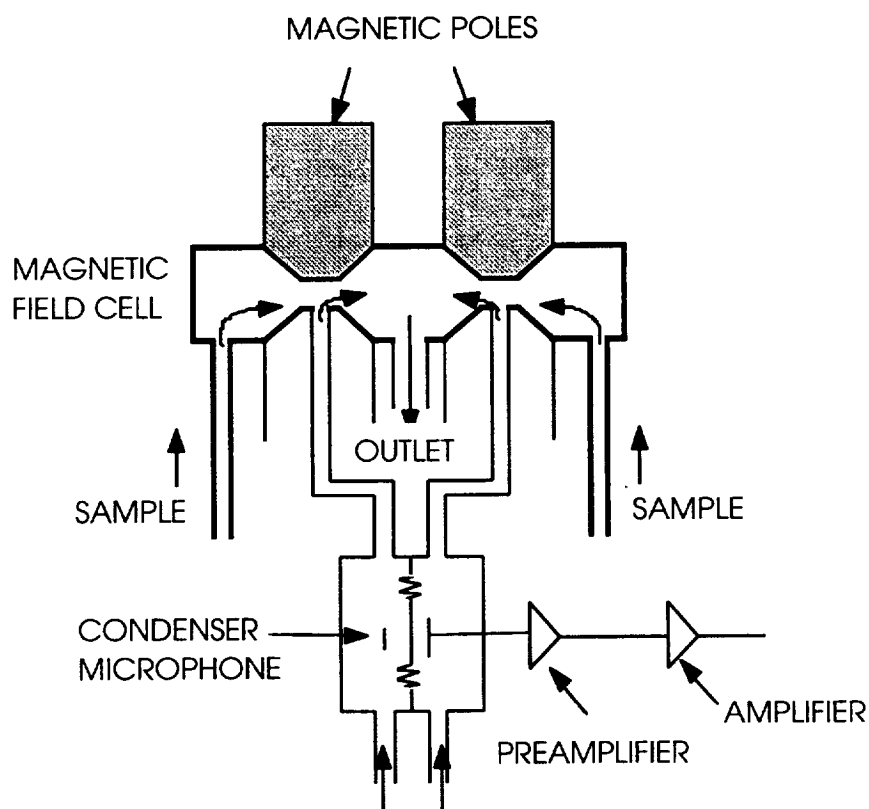 MAGNETIC POLES
MAGNETIC
FIELD CELL
OUTLET
SAMPLE
SAMPLE
CONDENSER
MICROPHONE
AMPLIFIER
PREAMPLIFIER